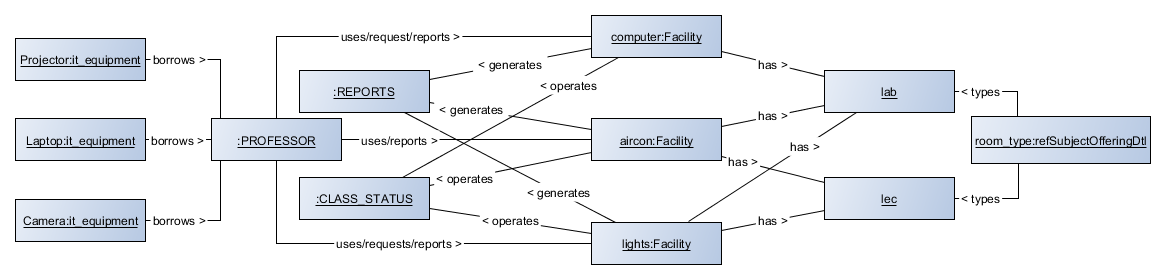 Projector:it_equipment
borrows >
Laptop:it_equipment
borrows >
Camera:it_equipment
borrows >
:PROFESSOR
uses/request/reports >
uses/reports >
uses/requests/reports >
:REPORTS
< generates
< generates
< generates
:CLASS_STATUS
< operates
< operates
< operates
computer:Facility
aircon:Facility
lights:Facility
has >
has >
has >
has >
has >
lab
lec
< types
< types
room_type:refSubjectOfferingDtl